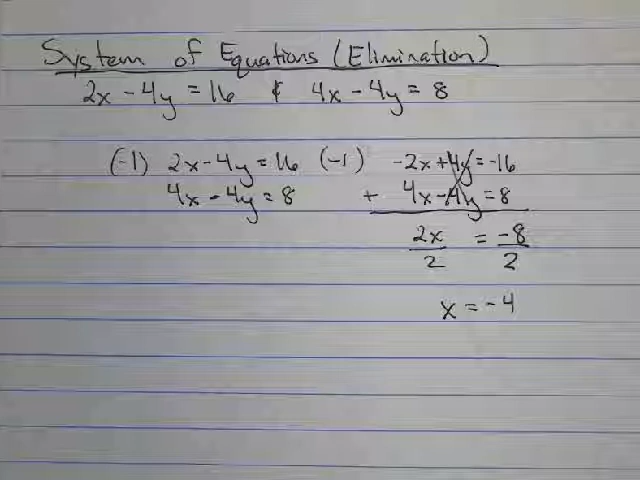 System of Equations (Elimination)
2x - 4y = 16 & 4x - 4y = 8
(-1) 2x - 4y = 16 (-1) -2x + 4y = -16
4x - 4y = 8 + 4x - 4y = 8
2x = -8
2 2
x = -4